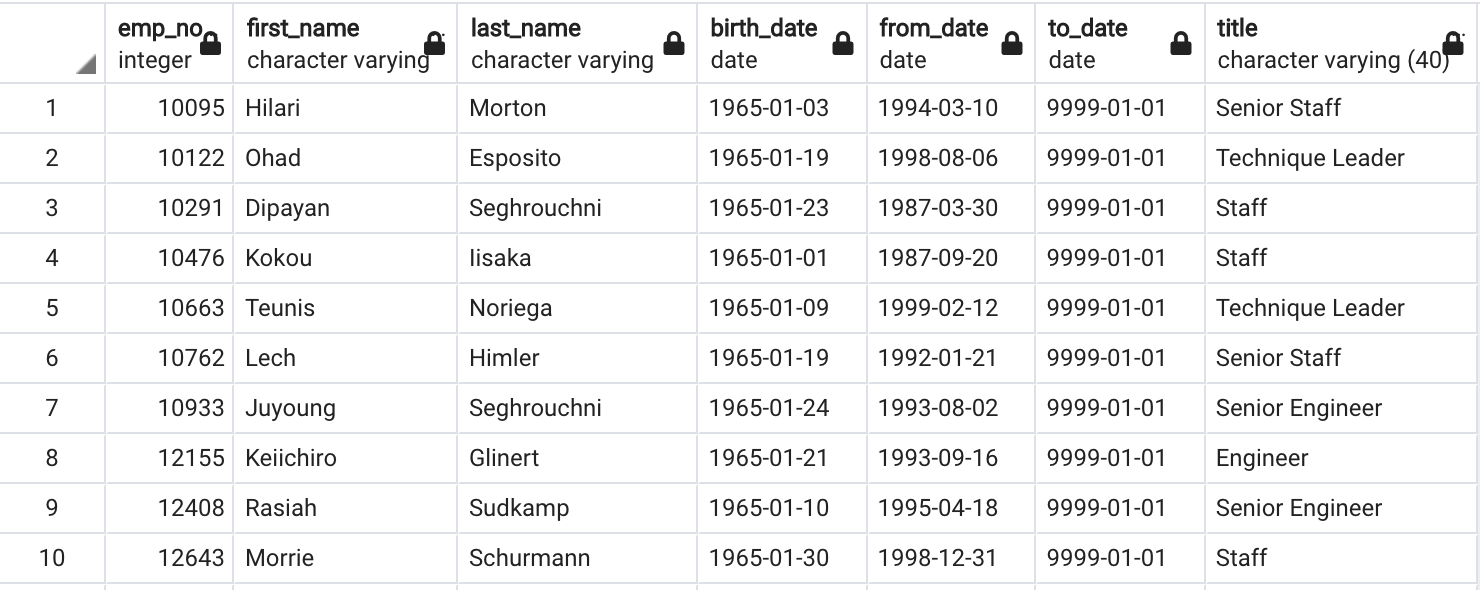 emp_no first_name last_name birth_date from_date to_date title
integer character varying character varying date date date character varying (40)
1 10095 Hilari Morton 1965-01-03 1994-03-10 9999-01-01 Senior Staff
2 10122 Ohad Esposito 1965-01-19 1998-08-06 9999-01-01 Technique Leader
3 10291 Dipayan Seghrouchni 1965-01-23 1987-03-30 9999-01-01 Staff
4 10476 Kokou Iisaka 1965-01-01 1987-09-20 9999-01-01 Staff
5 10663 Teunis Noriega 1965-01-09 1999-02-12 9999-01-01 Technique Leader
6 10762 Lech Himler 1965-01-19 1992-01-21 9999-01-01 Senior Staff
7 10933 Juyoung Seghrouchni 1965-01-24 1993-08-02 9999-01-01 Senior Engineer
8 12155 Keiichiro Glinert 1965-01-21 1993-09-16 9999-01-01 Engineer
9 12408 Rasiah Sudkamp 1965-01-10 1995-04-18 9999-01-01 Senior Engineer
10 12643 Morrie Schurmann 1965-01-30 1998-12-31 9999-01-01 Staff